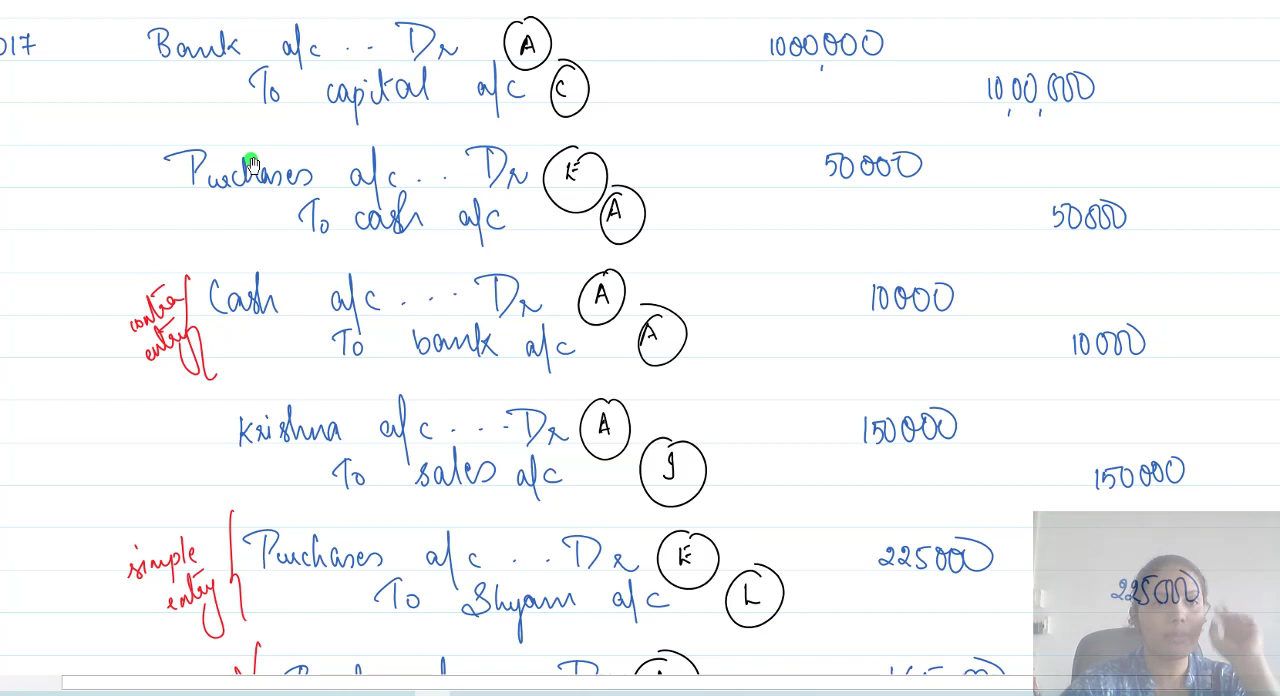 017 Bank a/c ... Dr A 1000000
To capital a/c C 10,00,000
Purchases a/c... Dr E 50000
To cash a/c A 50000
contra entry Cash a/c .... Dr A 10000
To bank a/c A 10000
Krishna a/c ....Dr A 150000
To sales a/c I 150000
simple entry Purchases a/c ... Dr E 225000
To Shyam a/c L 225000